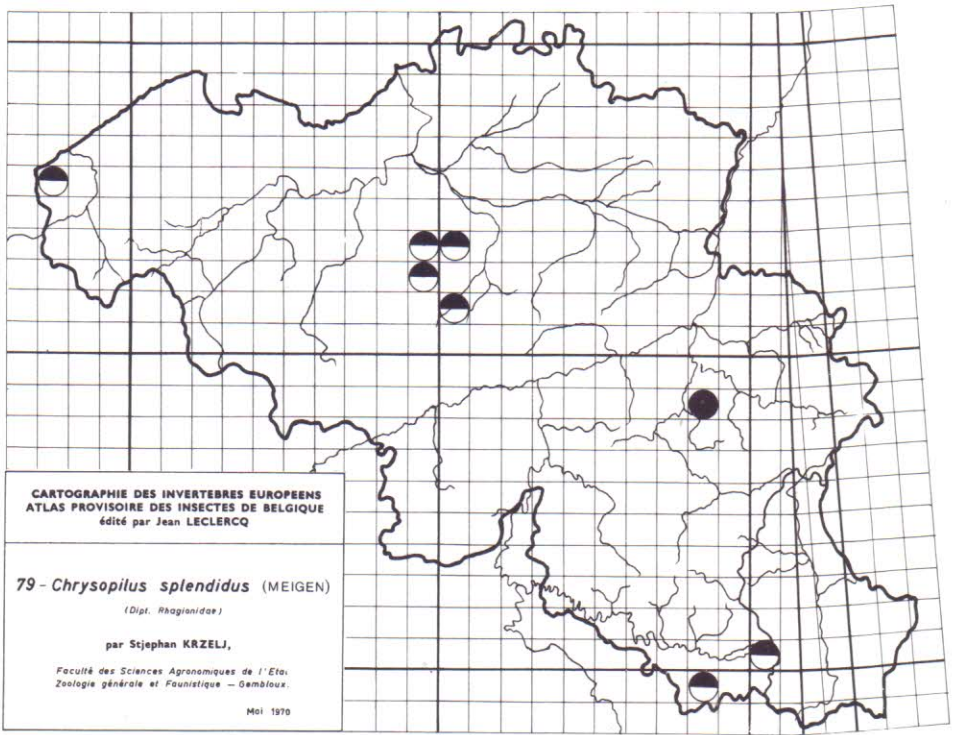 CARTOGRAPHIE DES INVERTEBRES EUROPEENS
ATLAS PROVISOIRE DES INSECTES DE BELGIQUE
édité par Jean LECLERCQ
79 - Chrysopilus splendidus (MEIGEN)
(Dipt. Rhagionidae)
par Stjephan KRZELJ,
Faculté des Sciences Agronomiques de l'Etat
Zoologie générale et Faunistique — Gembloux.
Mai 1970